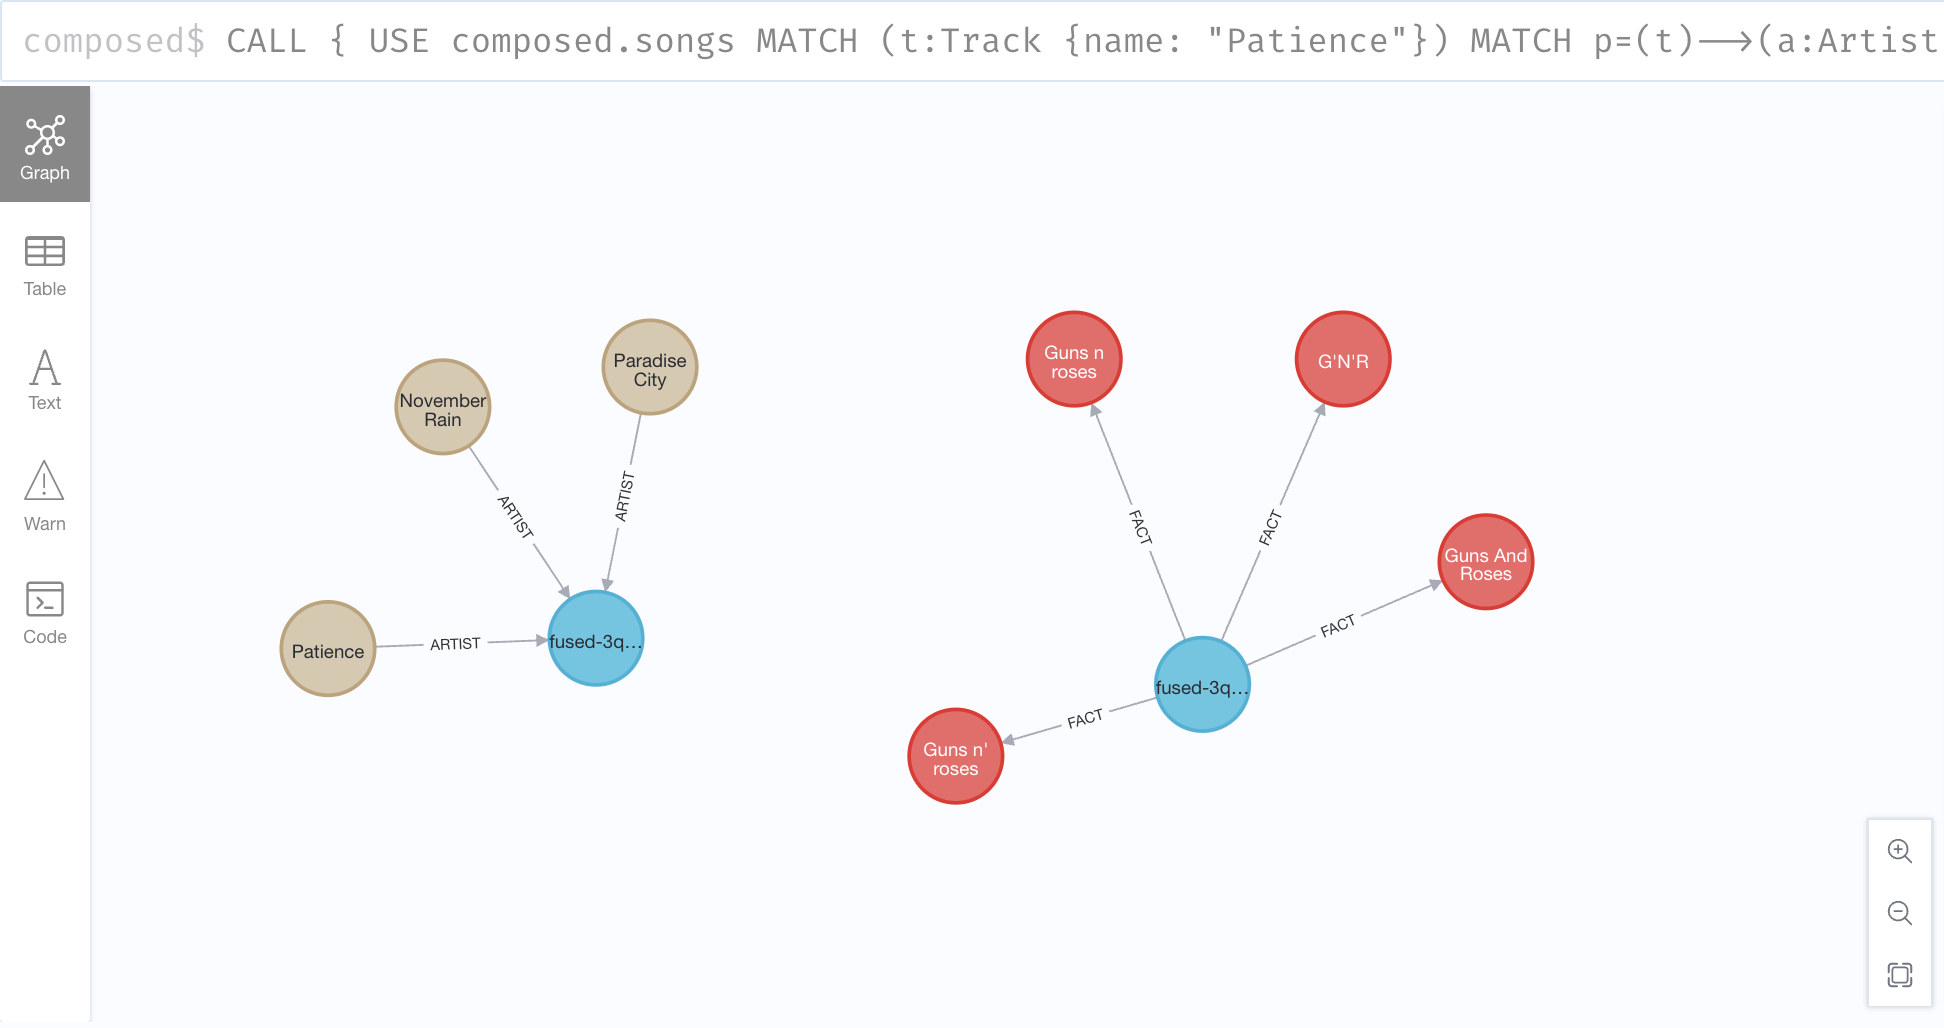 composed$ CALL { USE composed.songs MATCH (t:Track {name: "Patience"}) MATCH p=(t)⟶(a:Artist
Graph
Table
Text
Warn
Code
Paradise
City
November
Rain
ARTIST
ARTIST
Patience
ARTIST
fused-3q...
Guns n
roses
G'N'R
FACT
FACT
Guns And
Roses
FACT
fused-3q...
FACT
Guns n'
roses